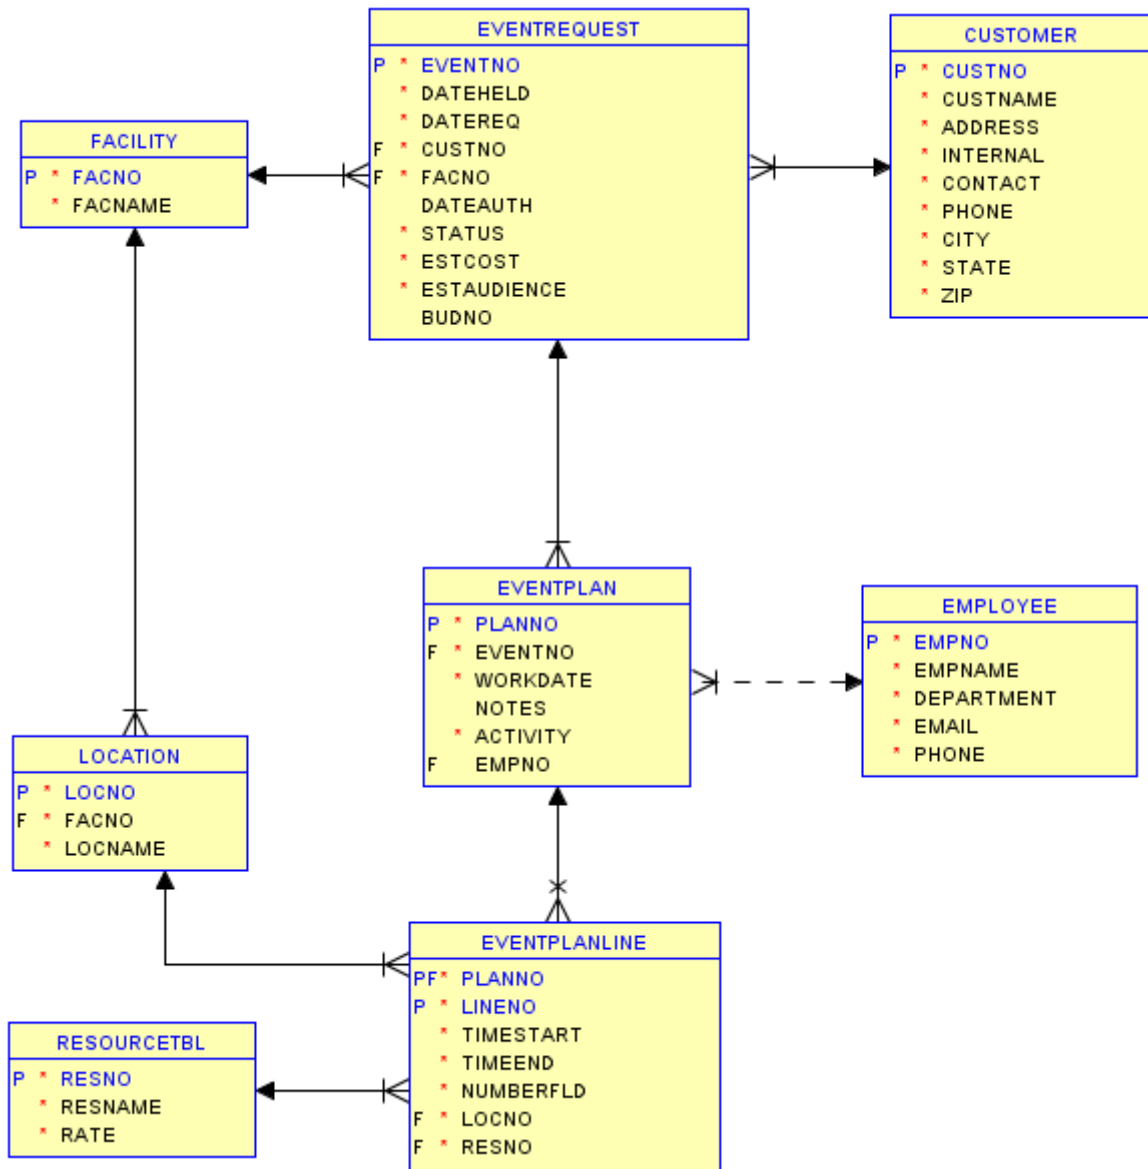 EVENTREQUEST
P * EVENTNO
* DATEHELD
* DATEREQ
F * CUSTNO
F * FACNO
DATEAUTH
* STATUS
* ESTCOST
* ESTAUDIENCE
BUDNO
CUSTOMER
P * CUSTNO
* CUSTNAME
* ADDRESS
* INTERNAL
* CONTACT
* PHONE
* CITY
* STATE
* ZIP
FACILITY
P * FACNO
* FACNAME
EVENTPLAN
P * PLANNO
F * EVENTNO
* WORKDATE
NOTES
* ACTIVITY
F EMPNO
EMPLOYEE
P * EMPNO
* EMPNAME
* DEPARTMENT
* EMAIL
* PHONE
LOCATION
P * LOCNO
F * FACNO
* LOCNAME
EVENTPLANLINE
PF* PLANNO
P * LINENO
* TIMESTART
* TIMEEND
* NUMBERFLD
F * LOCNO
F * RESNO
RESOURCETBL
P * RESNO
* RESNAME
* RATE